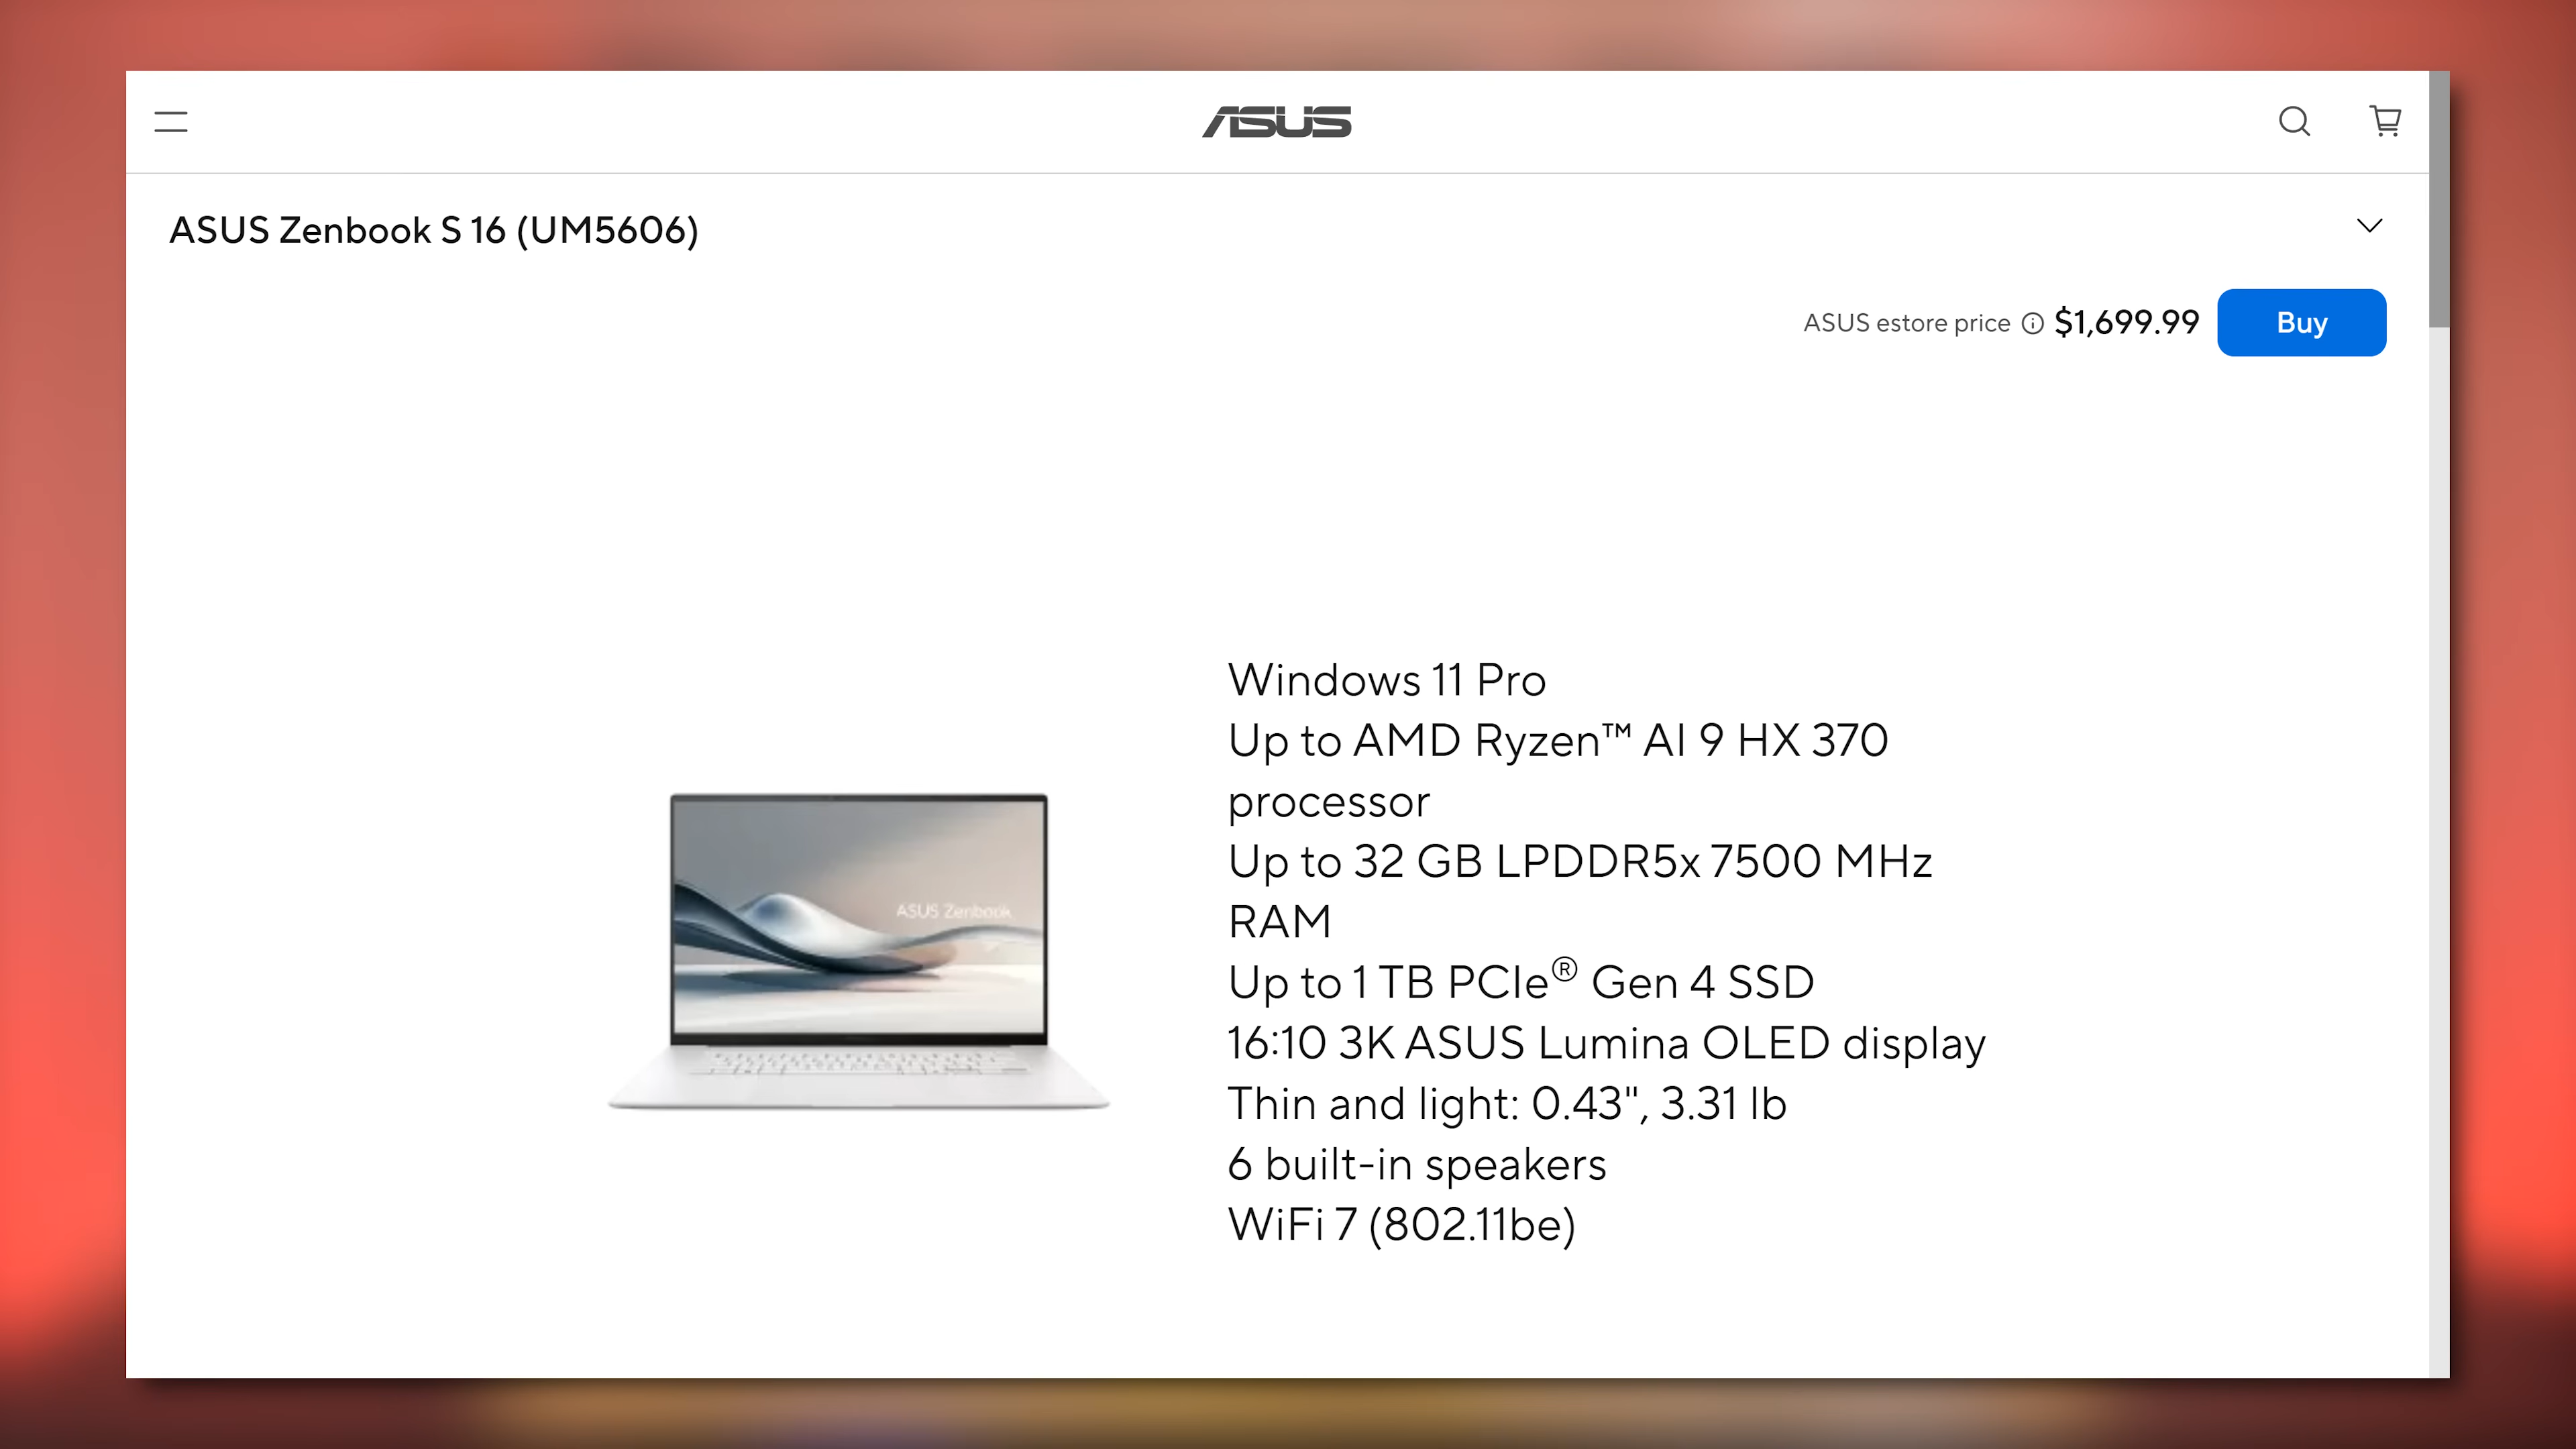 ASUS
ASUS Zenbook S 16 (UM5606)
ASUS estore price $1,699.99 Buy
Windows 11 Pro
Up to AMD Ryzen™ AI 9 HX 370
processor
Up to 32 GB LPDDR5x 7500 MHz
RAM
Up to 1 TB PCIe® Gen 4 SSD
16:10 3K ASUS Lumina OLED display
Thin and light: 0.43", 3.31 lb
6 built-in speakers
WiFi 7 (802.11be)
ASUS Zenbook